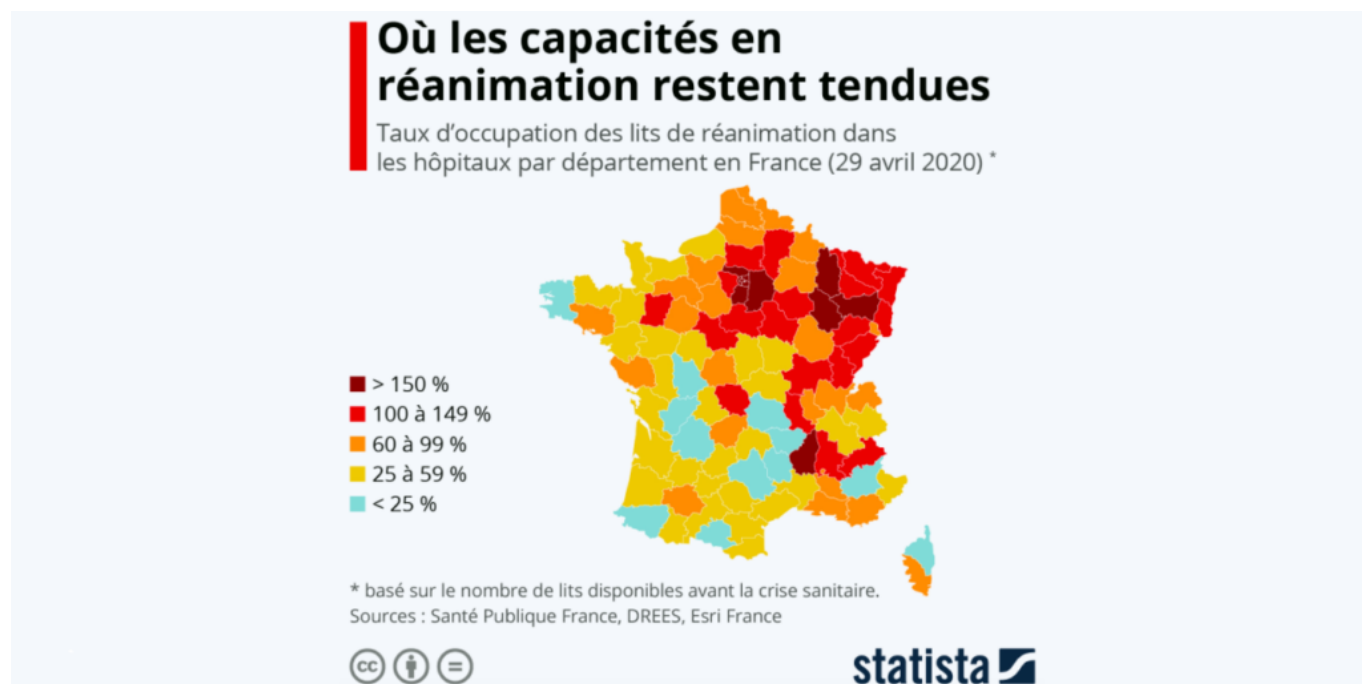 Où les capacités en
réanimation restent tendues
Taux d’occupation des lits de réanimation dans
les hôpitaux par département en France (29 avril 2020) *
> 150 %
100 à 149 %
60 à 99 %
25 à 59 %
< 25 %
* basé sur le nombre de lits disponibles avant la crise sanitaire.
Sources : Santé Publique France, DREES, Esri France
cc
statista